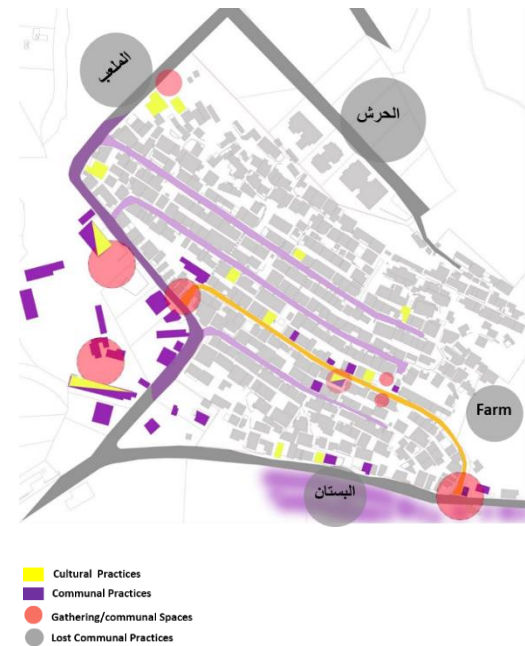 الملعب
الحرش
Farm
البستان
Cultural Practices
Communal Practices
Gathering/communal Spaces
Lost Communal Practices